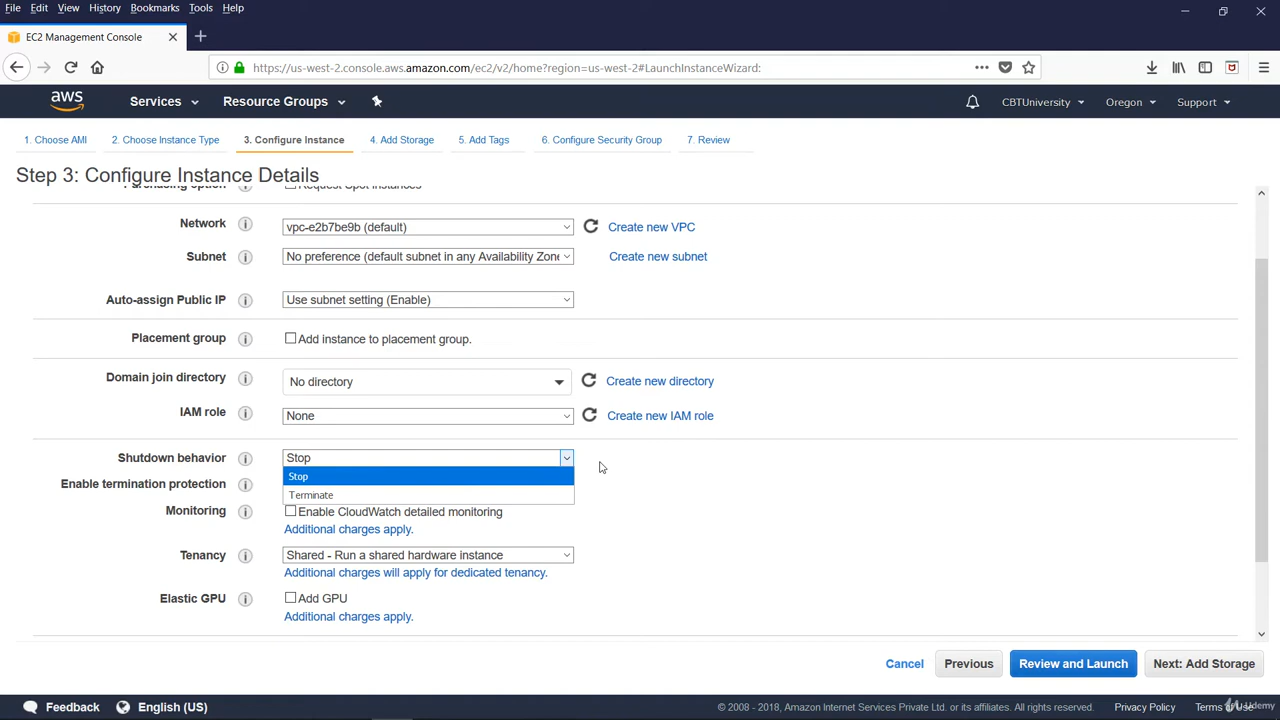 File Edit View History Bookmarks Tools Help
EC2 Management Console
https://us-west-2.console.aws.amazon.com/ec2/v2/home?region=us-west-2#LaunchInstanceWizard:
aws Services Resource Groups CBTUniversity Oregon Support
1. Choose AMI 2. Choose Instance Type 3. Configure Instance 4. Add Storage 5. Add Tags 6. Configure Security Group 7. Review
Step 3: Configure Instance Details
Purchasing option Request Spot instances
Network vpc-e2b7be9b (default) Create new VPC
Subnet No preference (default subnet in any Availability Zone Create new subnet
Auto-assign Public IP Use subnet setting (Enable)
Placement group Add instance to placement group.
Domain join directory No directory Create new directory
IAM role None Create new IAM role
Shutdown behavior Stop
Stop
Enable termination protection
Terminate
Monitoring Enable CloudWatch detailed monitoring
Additional charges apply.
Tenancy Shared - Run a shared hardware instance
Additional charges will apply for dedicated tenancy.
Elastic GPU Add GPU
Additional charges apply.
Cancel Previous Review and Launch Next: Add Storage
Feedback English (US) © 2008 - 2018, Amazon Internet Services Private Ltd. or its affiliates. All rights reserved. Privacy Policy Terms of Use
Udemy